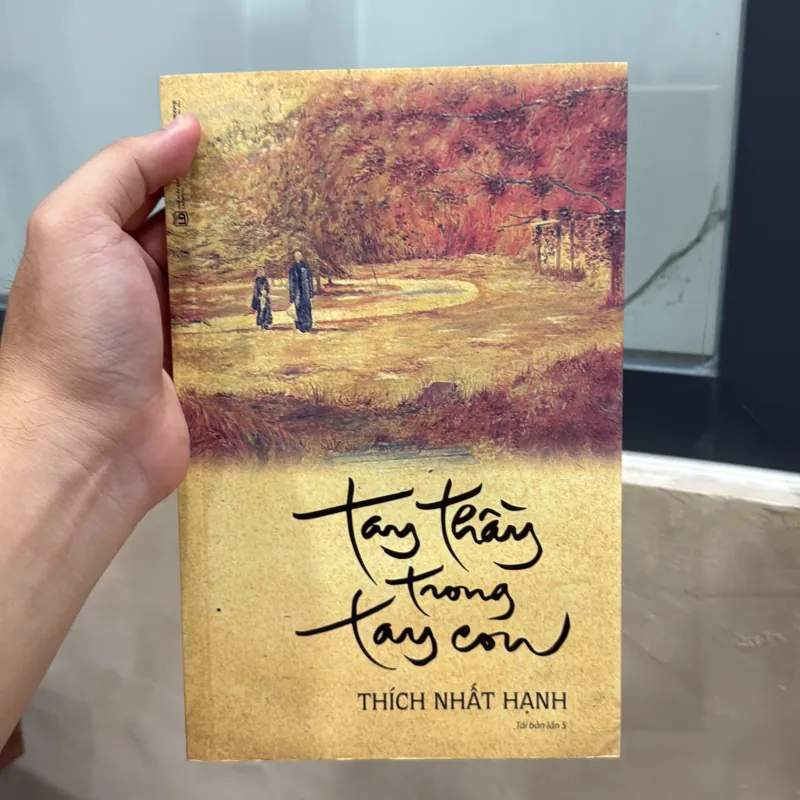 tay thầy
trong
tay con
THÍCH NHẤT HẠNH
Tái bản lần 5